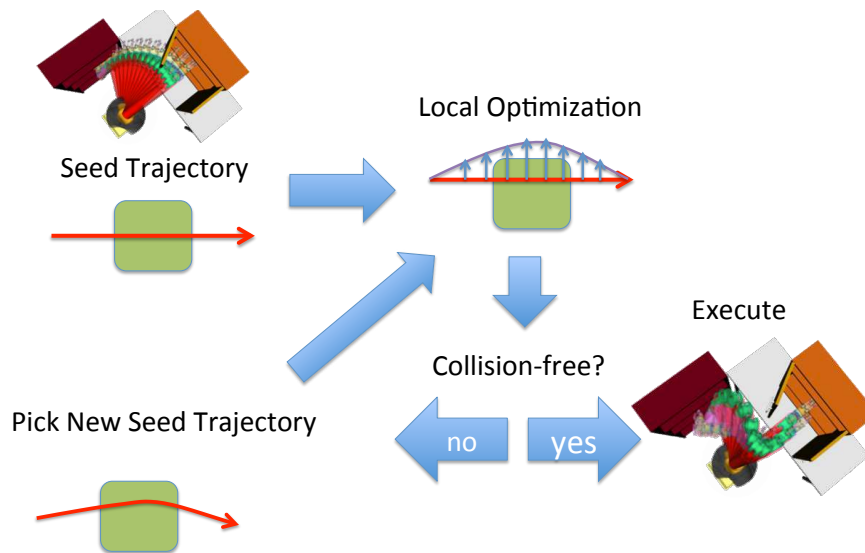 Seed Trajectory
Local Optimization
Collision-free?
Execute
no
yes
Pick New Seed Trajectory